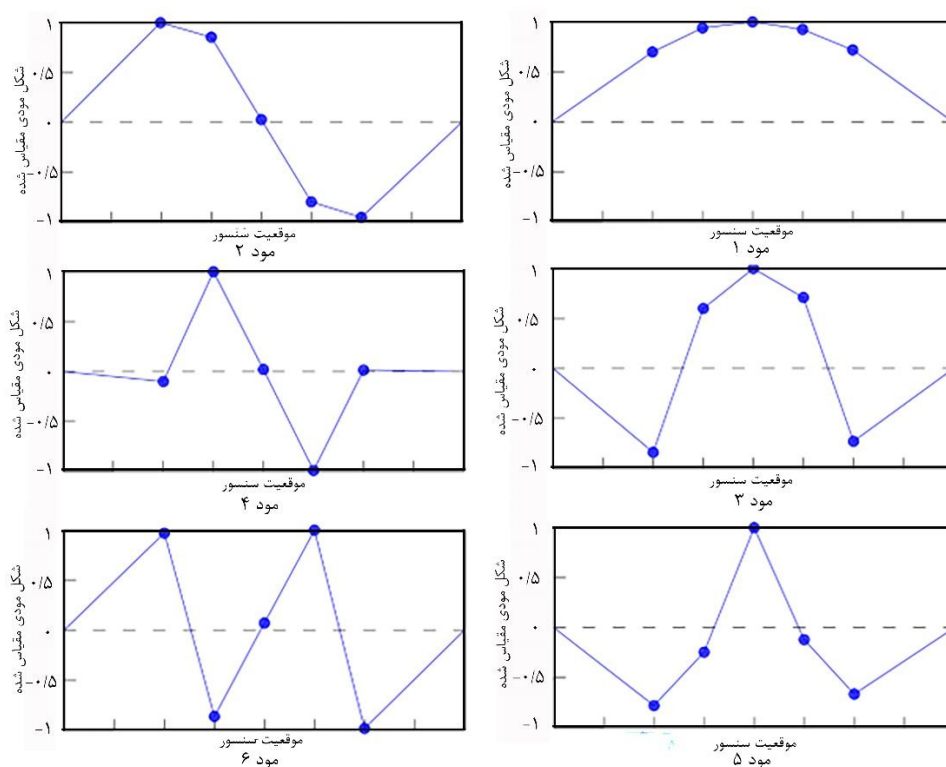 شکل مودی مقیاس شده
۱
۰/۵
۰
-۰/۵
-۱
موقعیت سنسور
مود ۱
شکل مودی مقیاس شده
۱
۰/۵
۰
-۰/۵
-۱
موقعیت سنسور
مود ۲
شکل مودی مقیاس شده
۱
۰/۵
۰
-۰/۵
-۱
موقعیت سنسور
مود ۳
شکل مودی مقیاس شده
۱
۰/۵
۰
-۰/۵
-۱
موقعیت سنسور
مود ۴
شکل مودی مقیاس شده
۱
۰/۵
۰
-۰/۵
-۱
موقعیت سنسور
مود ۵
شکل مودی مقیاس شده
۱
۰/۵
۰
-۰/۵
-۱
موقعیت سنسور
مود ۶